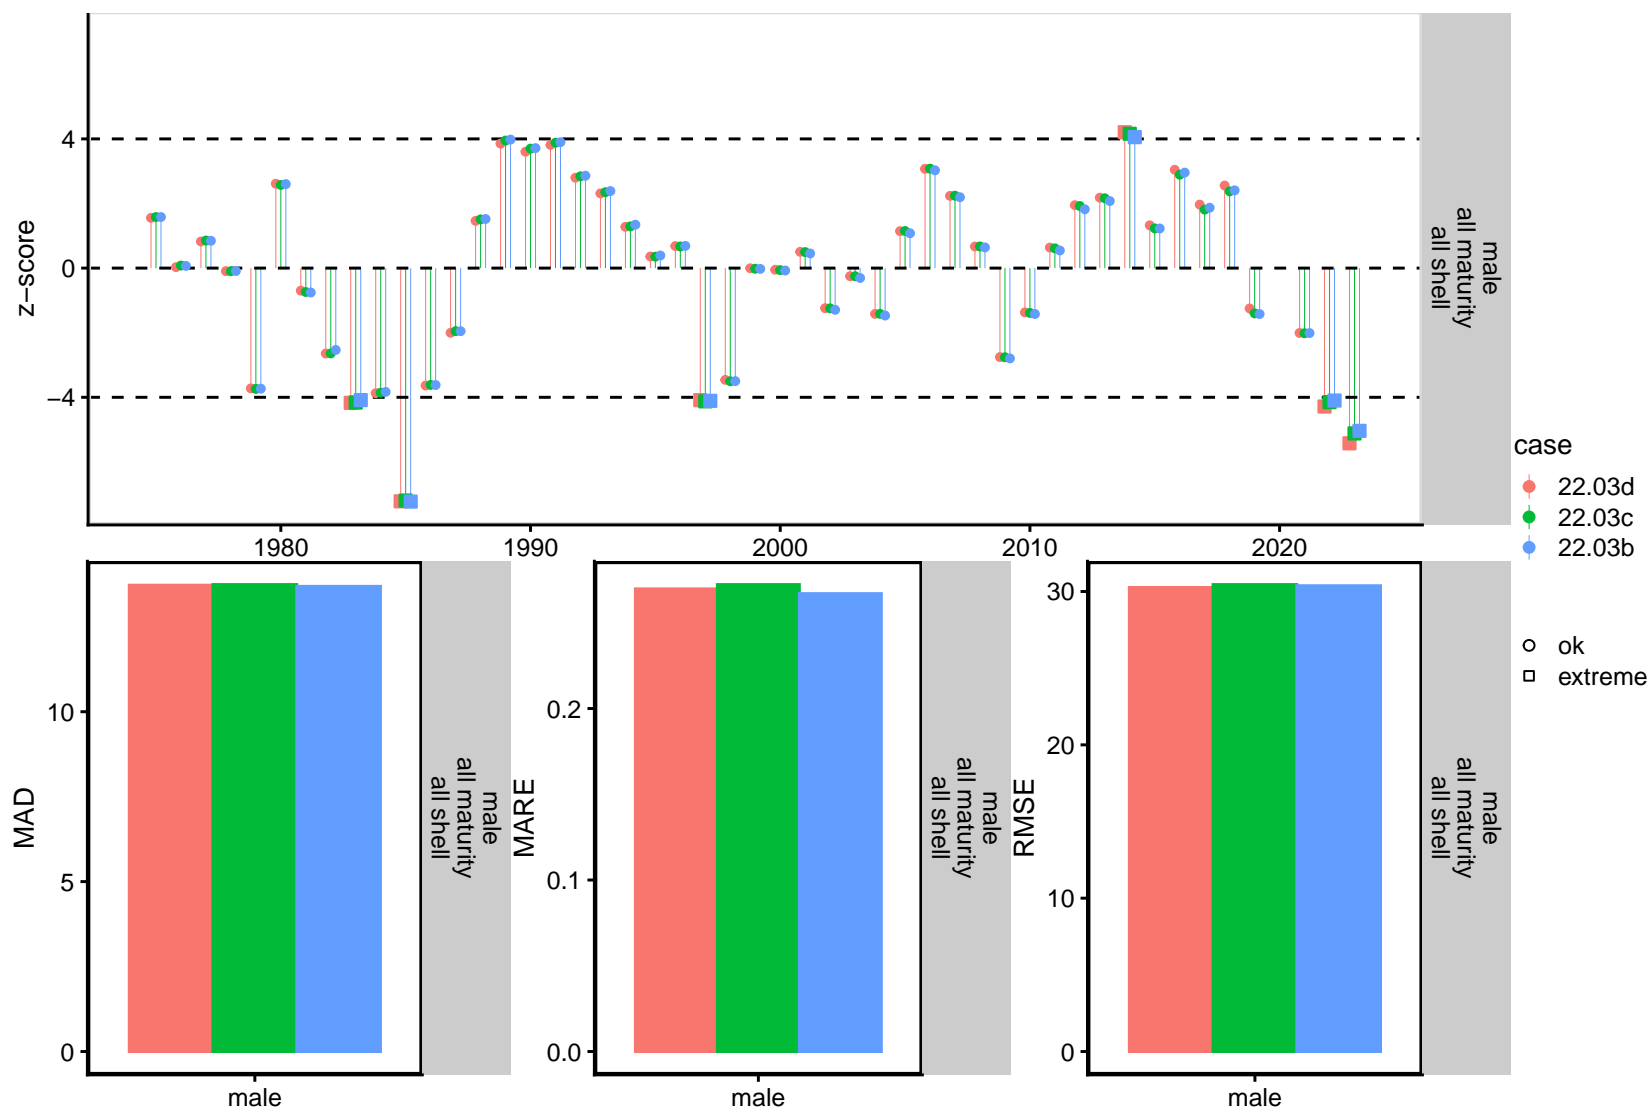 z−score
4
0
−4
1980
1990
2000
2010
2020
male
all maturity
all shell
case
22.03d
22.03c
22.03b
ok
extreme
MAD
10
5
0
male
male
all maturity
all shell
MARE
0.2
0.1
0.0
male
male
all maturity
all shell
RMSE
30
20
10
0
male
male
all maturity
all shell